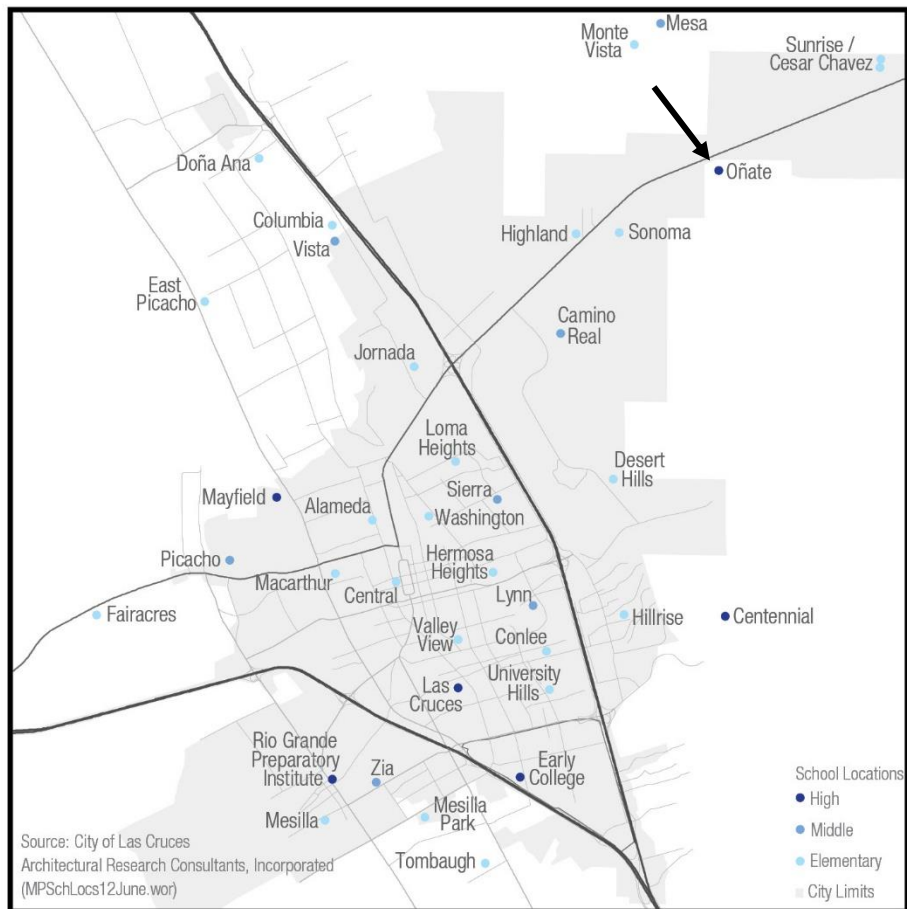 Mesa
Monte
Vista
Sunrise /
Cesar Chavez
Doña Ana
Oñate
Columbia
Vista
Highland
Sonoma
East
Picacho
Camino
Real
Jornada
Loma
Heights
Desert
Hills
Mayfield
Alameda
Sierra
Washington
Picacho
Macarthur
Central
Hermosa
Heights
Lynn
Fairacres
Valley
View
Conlee
Hillrise
Centennial
Las
Cruces
University
Hills
Rio Grande
Preparatory
Institute
Zia
Early
College
Mesilla
Mesilla
Park
Tombaugh
School Locations
High
Middle
Elementary
City Limits
Source: City of Las Cruces
Architectural Research Consultants, Incorporated
(MPSchLocs12June.wor)